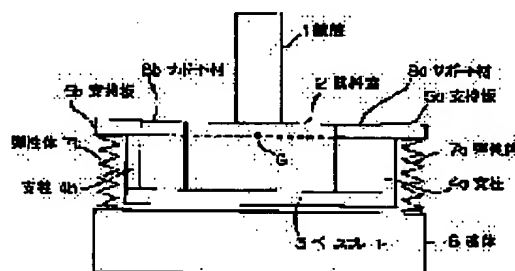 1 鏡筒
8b サポート材
2 試料室
8a サポート材
5b 支持板
5a 支持板
弾性体 7b
G
7a 弾性体
支柱 4b
4a 支柱
3 ベースプレート
6